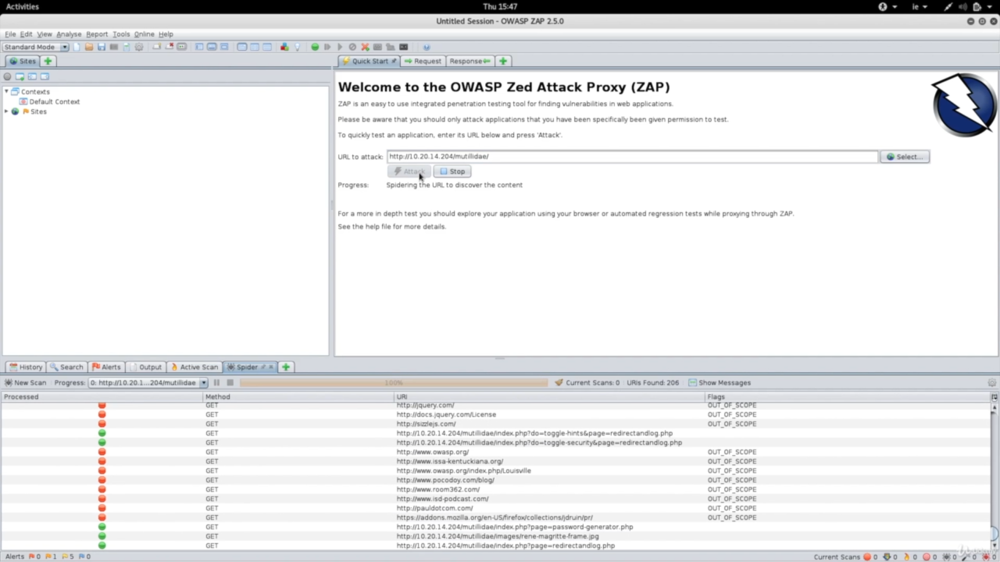 Activities
Thu 15:47
ie
Untitled Session - OWASP ZAP 2.5.0
File Edit View Analyse Report Tools Online Help
Standard Mode
Sites
Quick Start
Request
Response
Contexts
Default Context
Sites
Welcome to the OWASP Zed Attack Proxy (ZAP)
ZAP is an easy to use integrated penetration testing tool for finding vulnerabilities in web applications.
Please be aware that you should only attack applications that you have been specifically been given permission to test.
To quickly test an application, enter its URL below and press 'Attack'.
URL to attack: http://10.20.14.204/mutillidae/ Select...
Attack Stop
Progress: Spidering the URL to discover the content
For a more in depth test you should explore your application using your browser or automated regression tests while proxying through ZAP.
See the help file for more details.
History Search Alerts Output Active Scan Spider
New Scan Progress: 0: http://10.20.1...204/mutillidae 100% Current Scans: 0 URIs Found: 206 Show Messages
Processed Method URI Flags
GET http://jquery.com/ OUT_OF_SCOPE
GET http://docs.jquery.com/License OUT_OF_SCOPE
GET http://sizzlejs.com/ OUT_OF_SCOPE
GET http://10.20.14.204/mutillidae/index.php?do=toggle-hints&page=redirectandlog.php
GET http://10.20.14.204/mutillidae/index.php?do=toggle-security&page=redirectandlog.php
GET http://www.owasp.org/ OUT_OF_SCOPE
GET http://www.issa-kentuckiana.org/ OUT_OF_SCOPE
GET http://www.owasp.org/index.php/Louisville OUT_OF_SCOPE
GET http://www.pocodoy.com/blog/ OUT_OF_SCOPE
GET http://www.room362.com/ OUT_OF_SCOPE
GET http://www.isd-podcast.com/ OUT_OF_SCOPE
GET http://pauldotcom.com/ OUT_OF_SCOPE
GET https://addons.mozilla.org/en-US/firefox/collections/jdruin/pr/ OUT_OF_SCOPE
GET http://10.20.14.204/mutillidae/index.php?page=password-generator.php
GET http://10.20.14.204/mutillidae/images/rene-magritte-frame.jpg
GET http://10.20.14.204/mutillidae/index.php?page=redirectandlog.php
Alerts 0 1 5 0 Current Scans 0 0 0 0 0 0 0